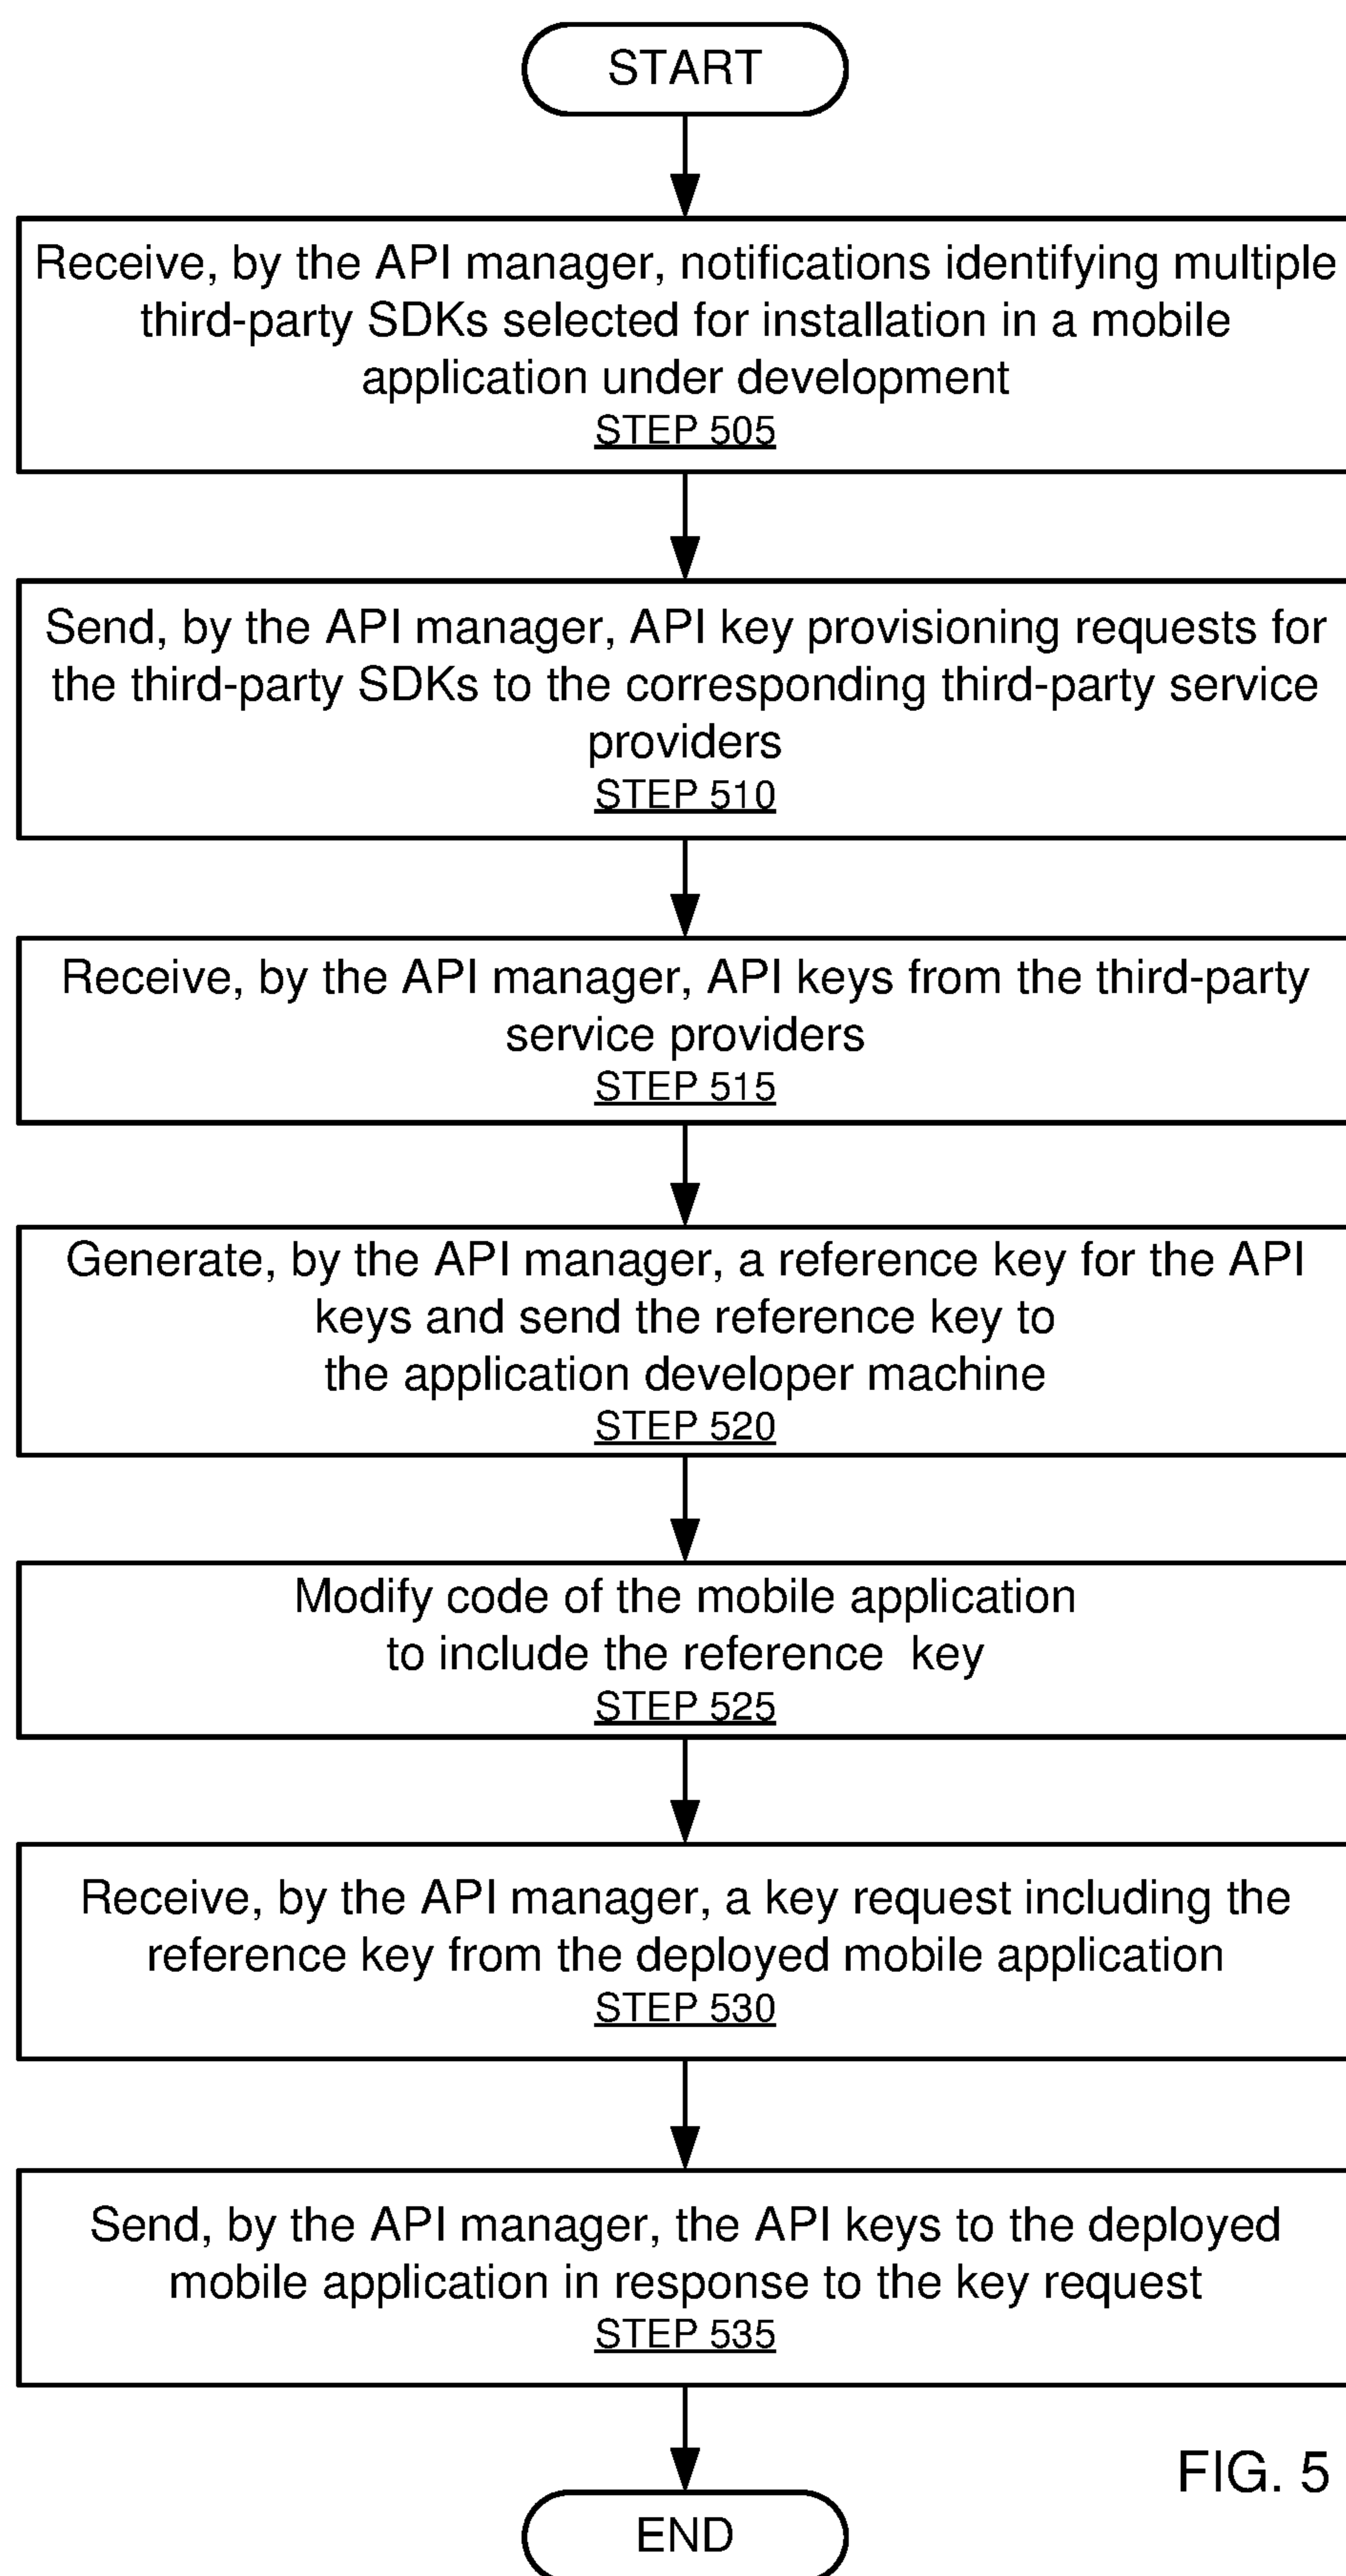 START
Receive, by the API manager, notifications identifying multiple
third-party SDKs selected for installation in a mobile
application under development
STEP 505
Send, by the API manager, API key provisioning requests for
the third-party SDKs to the corresponding third-party service
providers
STEP 510
Receive, by the API manager, API keys from the third-party
service providers
STEP 515
Generate, by the API manager, a reference key for the API
keys and send the reference key to
the application developer machine
STEP 520
Modify code of the mobile application
to include the reference key
STEP 525
Receive, by the API manager, a key request including the
reference key from the deployed mobile application
STEP 530
Send, by the API manager, the API keys to the deployed
mobile application in response to the key request
STEP 535
FIG. 5
END